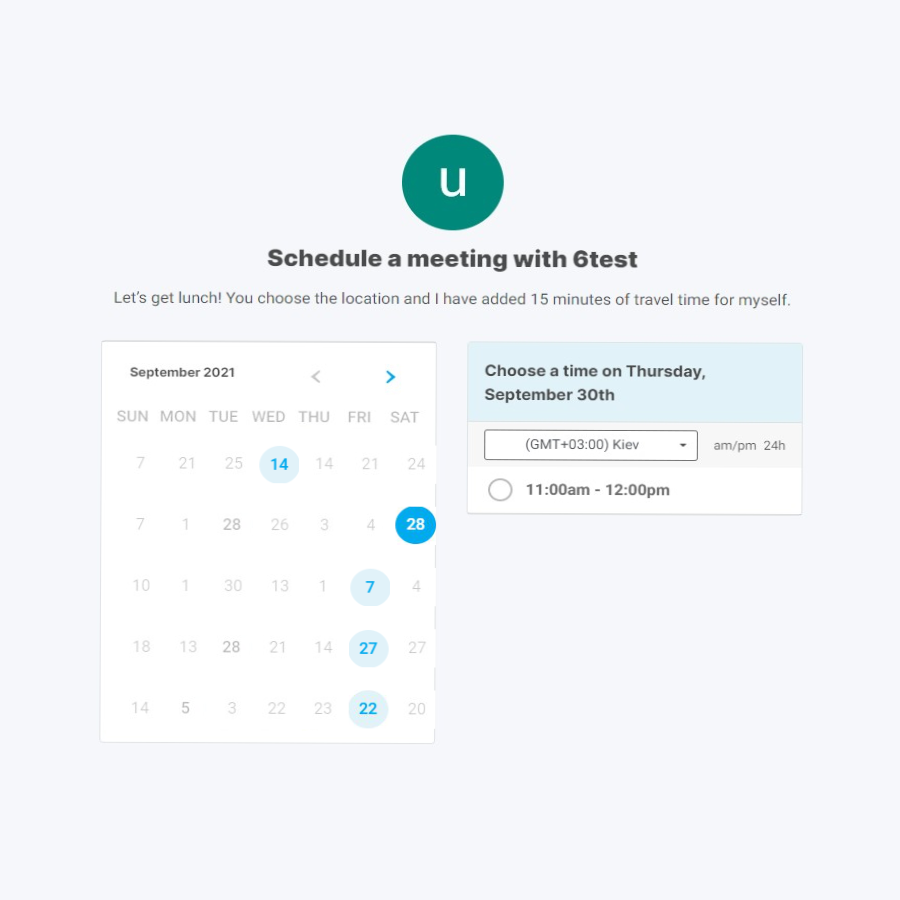 u
Schedule a meeting with 6test
Let's get lunch! You choose the location and I have added 15 minutes of travel time for myself.
September 2021
SUN MON TUE WED THU FRI SAT
7 21 25 14 14 21 24
7 1 28 26 3 4 28
10 1 30 13 1 7 4
18 13 28 21 14 27 27
14 5 3 22 23 22 20
Choose a time on Thursday,
September 30th
(GMT+03:00) Kiev am/pm 24h
11:00am - 12:00pm